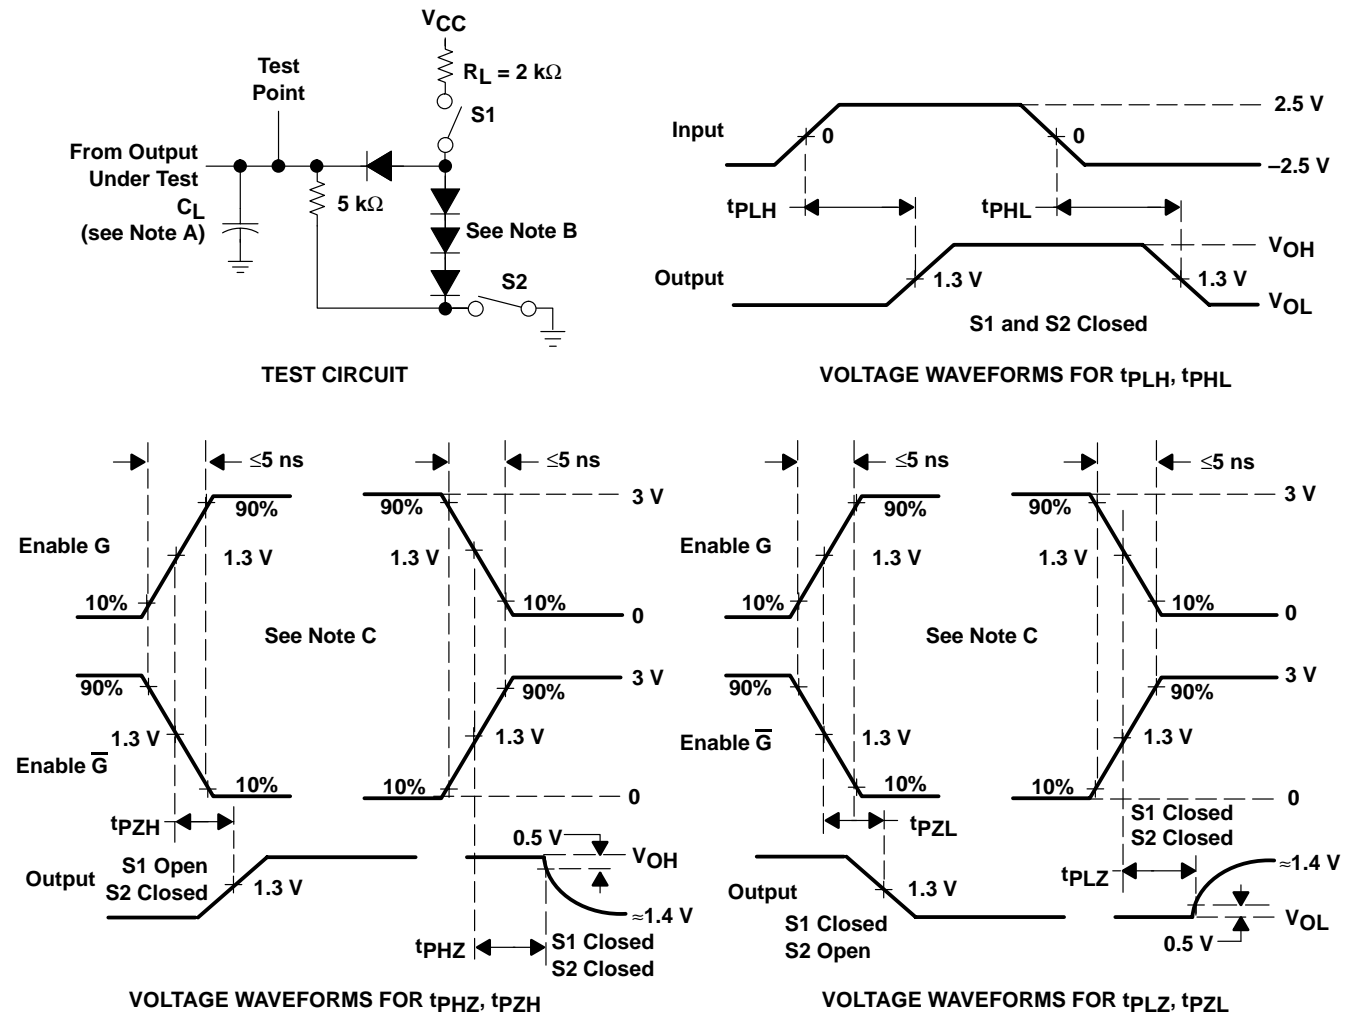 VCC
RL = 2 kΩ
S1
Test
Point
From Output
Under Test
CL
(see Note A)
5 kΩ
See Note B
S2
TEST CIRCUIT
Input
2.5 V
0
0
–2.5 V
tPLH
tPHL
Output
VOH
1.3 V
1.3 V
VOL
S1 and S2 Closed
VOLTAGE WAVEFORMS FOR tPLH, tPHL
≤5 ns
≤5 ns
90%
90%
3 V
Enable G
1.3 V
1.3 V
10%
10%
0
See Note C
90%
90%
3 V
1.3 V
1.3 V
Enable G̅
10%
10%
0
tPZH
S1 Open
S2 Closed
Output
1.3 V
0.5 V
VOH
≈1.4 V
tPHZ
S1 Closed
S2 Closed
VOLTAGE WAVEFORMS FOR tPHZ, tPZH
≤5 ns
≤5 ns
90%
90%
3 V
Enable G
1.3 V
1.3 V
10%
10%
0
See Note C
90%
90%
3 V
Enable G̅
1.3 V
1.3 V
10%
10%
0
tPZL
S1 Closed
S2 Closed
Output
1.3 V
S1 Closed
S2 Open
tPLZ
≈1.4 V
VOL
0.5 V
VOLTAGE WAVEFORMS FOR tPLZ, tPZL